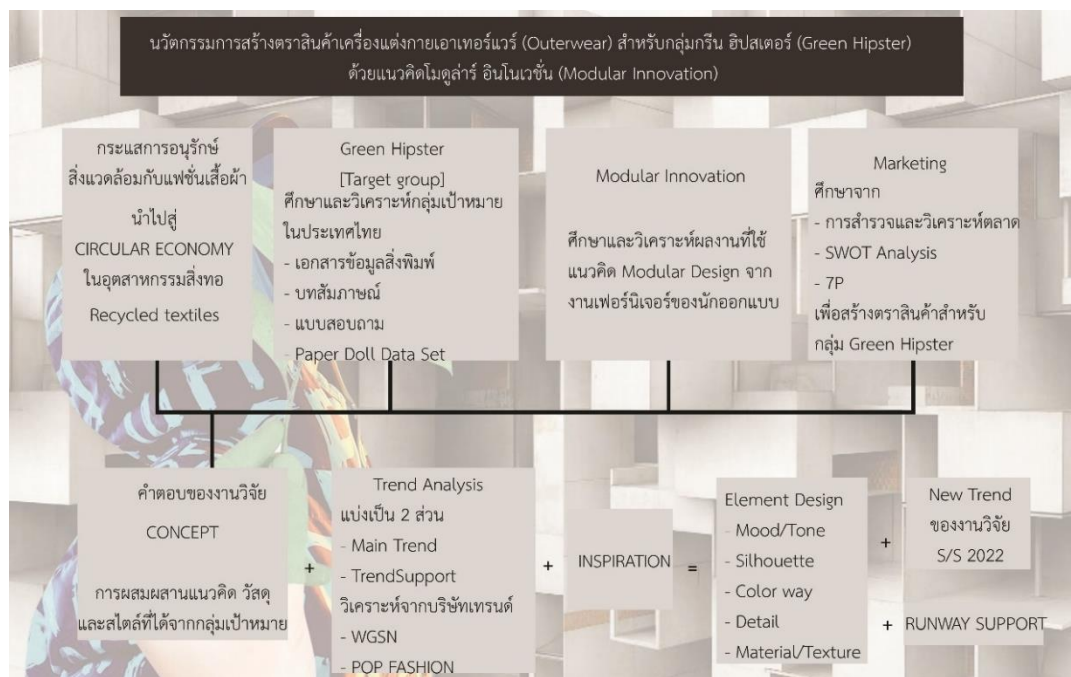 นวัตกรรมการสร้างตราสินค้าเครื่องแต่งกายเอาเทอร์แวร์ (Outerwear) สำหรับกลุ่มกรีน ฮิปสเตอร์ (Green Hipster)
ด้วยแนวคิดโมดูล่าร์ อินโนเวชั่น (Modular Innovation)
กระแสการอนุรักษ์
สิ่งแวดล้อมกับแฟชั่นเสื้อผ้า
นำไปสู่
CIRCULAR ECONOMY
ในอุตสาหกรรมสิ่งทอ
Recycled textiles
Green Hipster
[Target group]
ศึกษาและวิเคราะห์กลุ่มเป้าหมาย
ในประเทศไทย
- เอกสารข้อมูลสิ่งพิมพ์
- บทสัมภาษณ์
- แบบสอบถาม
- Paper Doll Data Set
Modular Innovation
ศึกษาและวิเคราะห์ผลงานที่ใช้
แนวคิด Modular Design จาก
งานเฟอร์นิเจอร์ของนักออกแบบ
Marketing
ศึกษาจาก
- การสำรวจและวิเคราะห์ตลาด
- SWOT Analysis
- 7P
เพื่อสร้างตราสินค้าสำหรับ
กลุ่ม Green Hipster
คำตอบของงานวิจัย
CONCEPT
การผสมผสานแนวคิด วัสดุ
และสไตล์ที่ได้จากกลุ่มเป้าหมาย
+
Trend Analysis
แบ่งเป็น 2 ส่วน
- Main Trend
- TrendSupport
วิเคราะห์จากบริษัทเทรนด์
- WGSN
- POP FASHION
+
INSPIRATION
=
Element Design
- Mood/Tone
- Silhouette
- Color way
- Detail
- Material/Texture
+
New Trend
ของงานวิจัย
S/S 2022
+ RUNWAY SUPPORT